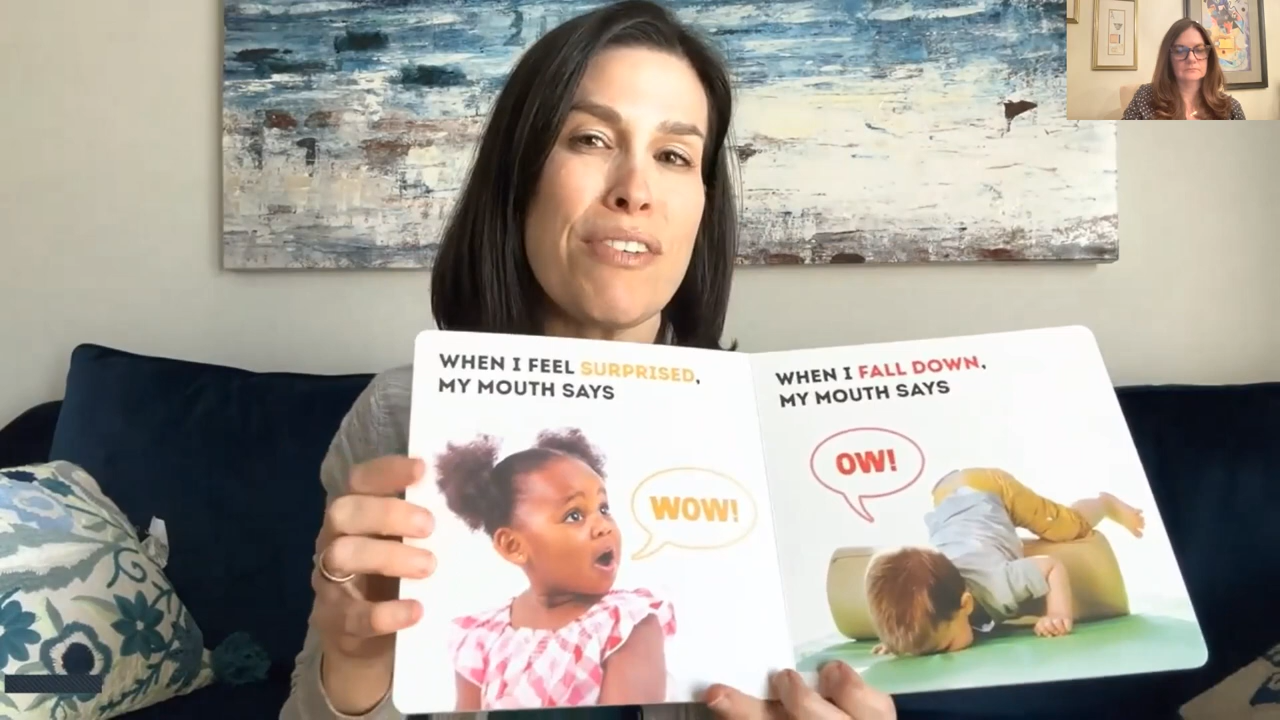 WHEN I FEEL SURPRISED,
MY MOUTH SAYS
WOW!
WHEN I FALL DOWN,
MY MOUTH SAYS
OW!